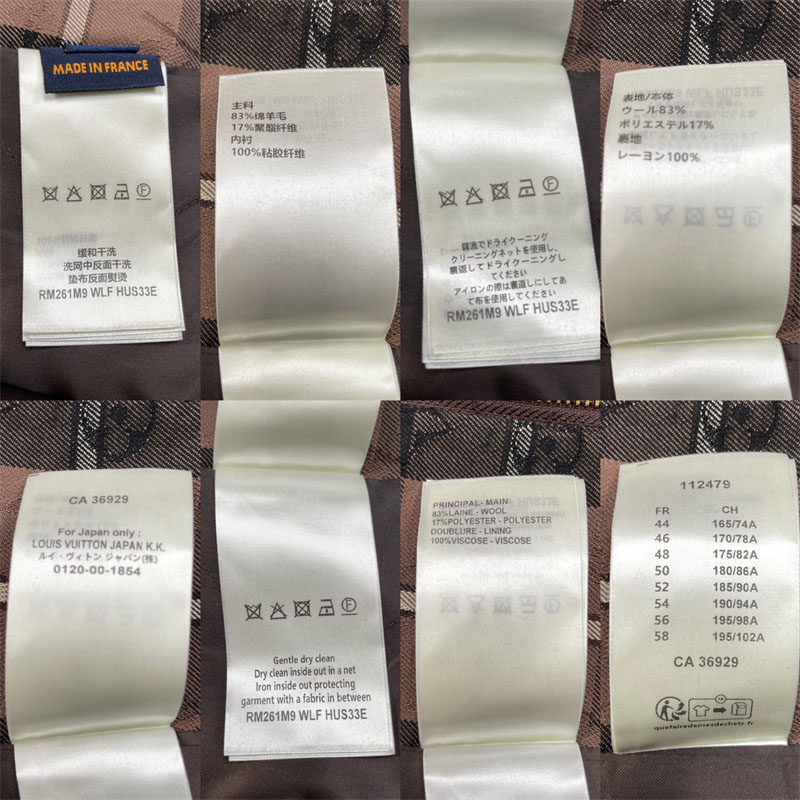 MADE IN FRANCE
缓和干洗
洗网中反面干洗
垫布反面熨烫
RM261M9 WLF HUS33E
主料
83%绵羊毛
17%聚酯纤维
内衬
100%粘胶纤维
F
弱流でドライクーニング
クリーニングネットを使用し、
裏返してドライクーニングし
てください
アイロンの際は裏返しにしてあ
て布を使用してください
RM261M9 WLF HUS33E
表地/本体
ウール83%
ポリエステル17%
裏地
レーヨン100%
CA 36929
For Japan only :
LOUIS VUITTON JAPAN K.K.
ルイ・ヴィトン ジャパン(株)
0120-00-1854
Gentle dry clean
Dry clean inside out in a net
Iron inside out protecting
garment with a fabric in between
RM261M9 WLF HUS33E
PRINCIPAL- MAIN
83%LAINE - WOOL
17%POLYESTER - POLYESTER
DOUBLURE - LINING
100%VISCOSE - VISCOSE
112479
FR CH
44 165/74A
46 170/78A
48 175/82A
50 180/86A
52 185/90A
54 190/94A
56 195/98A
58 195/102A
CA 36929
quefairedemesdechets.fr